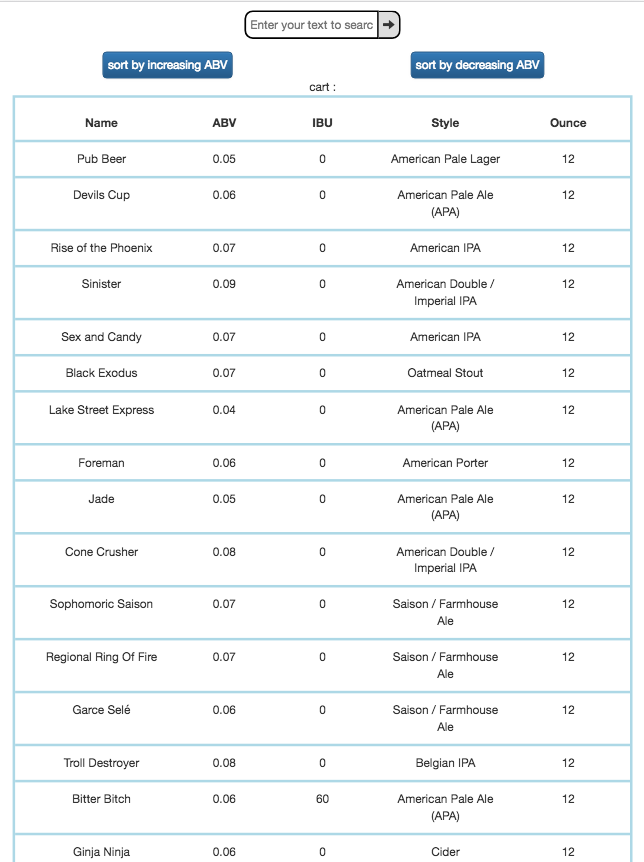 Enter your text to searc
sort by increasing ABV sort by decreasing ABV
cart :
Name ABV IBU Style Ounce
Pub Beer 0.05 0 American Pale Lager 12
Devils Cup 0.06 0 American Pale Ale 12
(APA)
Rise of the Phoenix 0.07 0 American IPA 12
Sinister 0.09 0 American Double / 12
Imperial IPA
Sex and Candy 0.07 0 American IPA 12
Black Exodus 0.07 0 Oatmeal Stout 12
Lake Street Express 0.04 0 American Pale Ale 12
(APA)
Foreman 0.06 0 American Porter 12
Jade 0.05 0 American Pale Ale 12
(APA)
Cone Crusher 0.08 0 American Double / 12
Imperial IPA
Sophomoric Saison 0.07 0 Saison / Farmhouse 12
Ale
Regional Ring Of Fire 0.07 0 Saison / Farmhouse 12
Ale
Garce Selé 0.06 0 Saison / Farmhouse 12
Ale
Troll Destroyer 0.08 0 Belgian IPA 12
Bitter Bitch 0.06 60 American Pale Ale 12
(APA)
Ginja Ninja 0.06 0 Cider 12